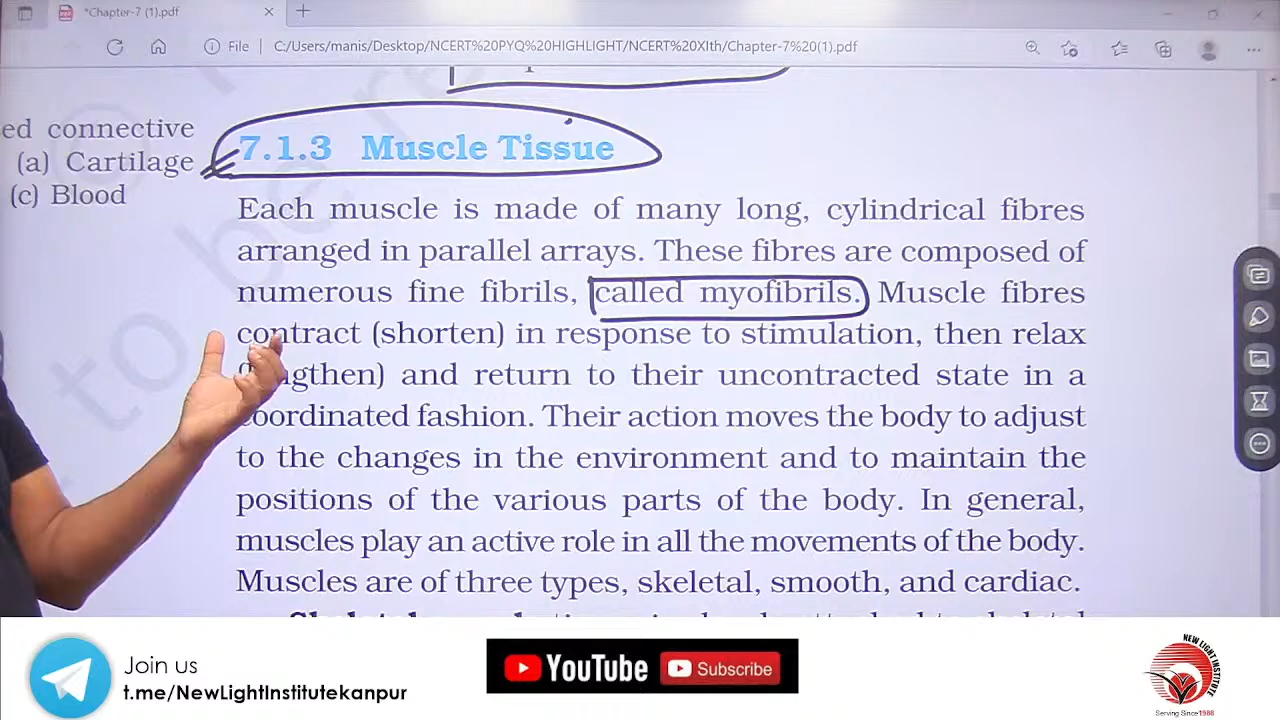 *Chapter-7 (1).pdf
File
C:/Users/manis/Desktop/NCERT%20PYQ%20HIGHLIGHT/NCERT%20XIth/Chapter-7%20(1).pdf
ed connective
(a) Cartilage
(c) Blood
7.1.3 Muscle Tissue
Each muscle is made of many long, cylindrical fibres
arranged in parallel arrays. These fibres are composed of
numerous fine fibrils, called myofibrils. Muscle fibres
contract (shorten) in response to stimulation, then relax
(lengthen) and return to their uncontracted state in a
coordinated fashion. Their action moves the body to adjust
to the changes in the environment and to maintain the
positions of the various parts of the body. In general,
muscles play an active role in all the movements of the body.
Muscles are of three types, skeletal, smooth, and cardiac.
to be re
Join us
t.me/NewLightInstitutekanpur
YouTube
Subscribe
NEW LIGHT INSTITUTE
Serving Since 1988